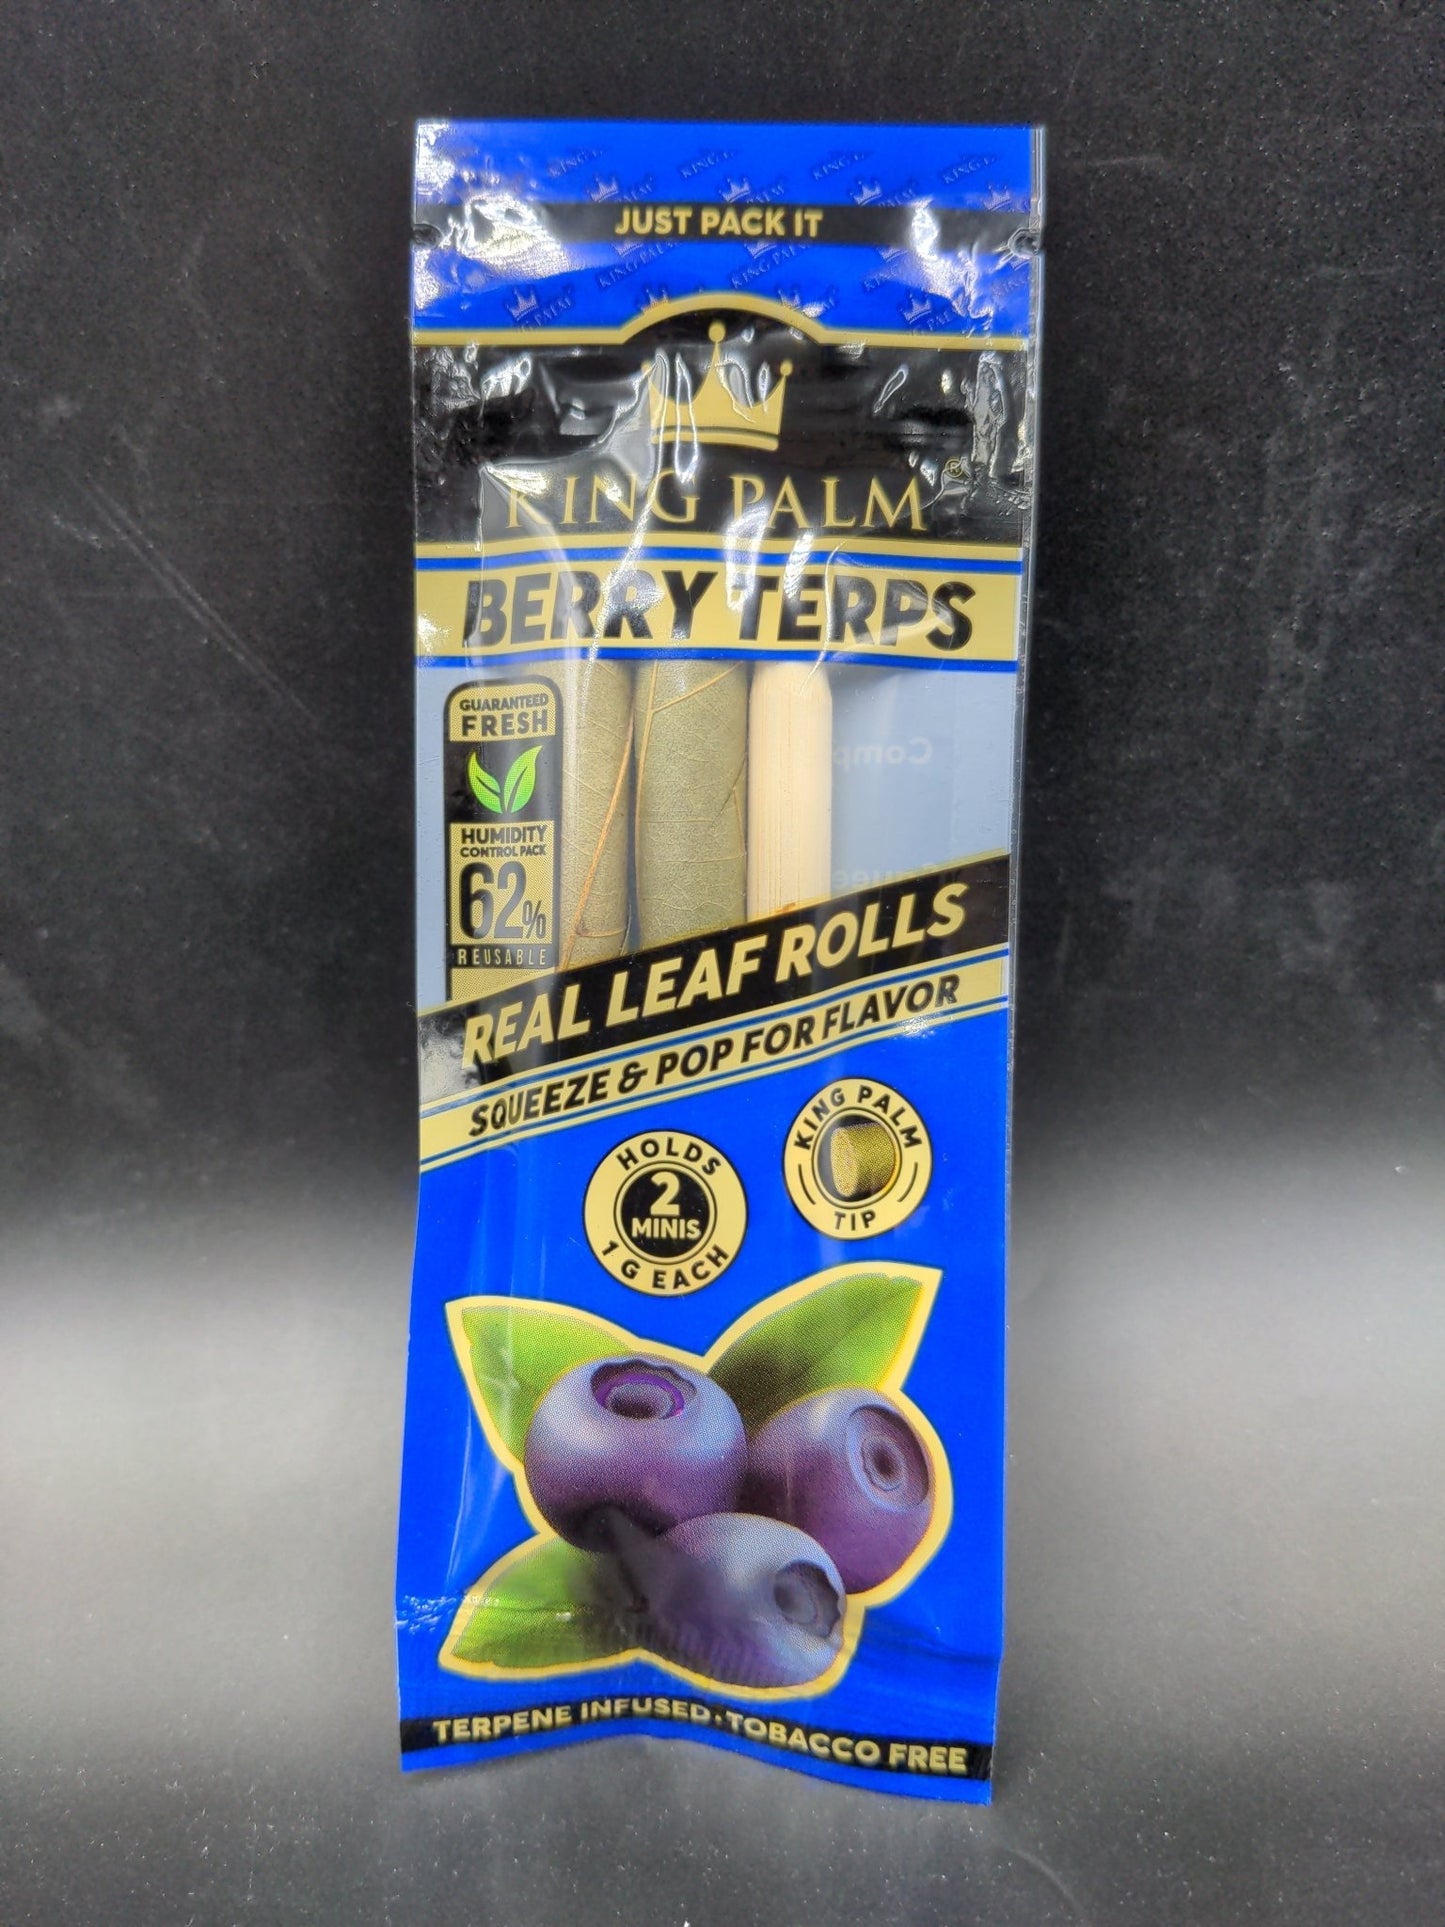 JUST PACK IT
KING PALM®
BERRY TERPS
GUARANTEED
FRESH
HUMIDITY
CONTROL PACK
62%
REUSABLE
REAL LEAF ROLLS
SQUEEZE & POP FOR FLAVOR
KING PALM
TIP
HOLDS
2
MINIS
1 G EACH
TERPENE INFUSED • TOBACCO FREE